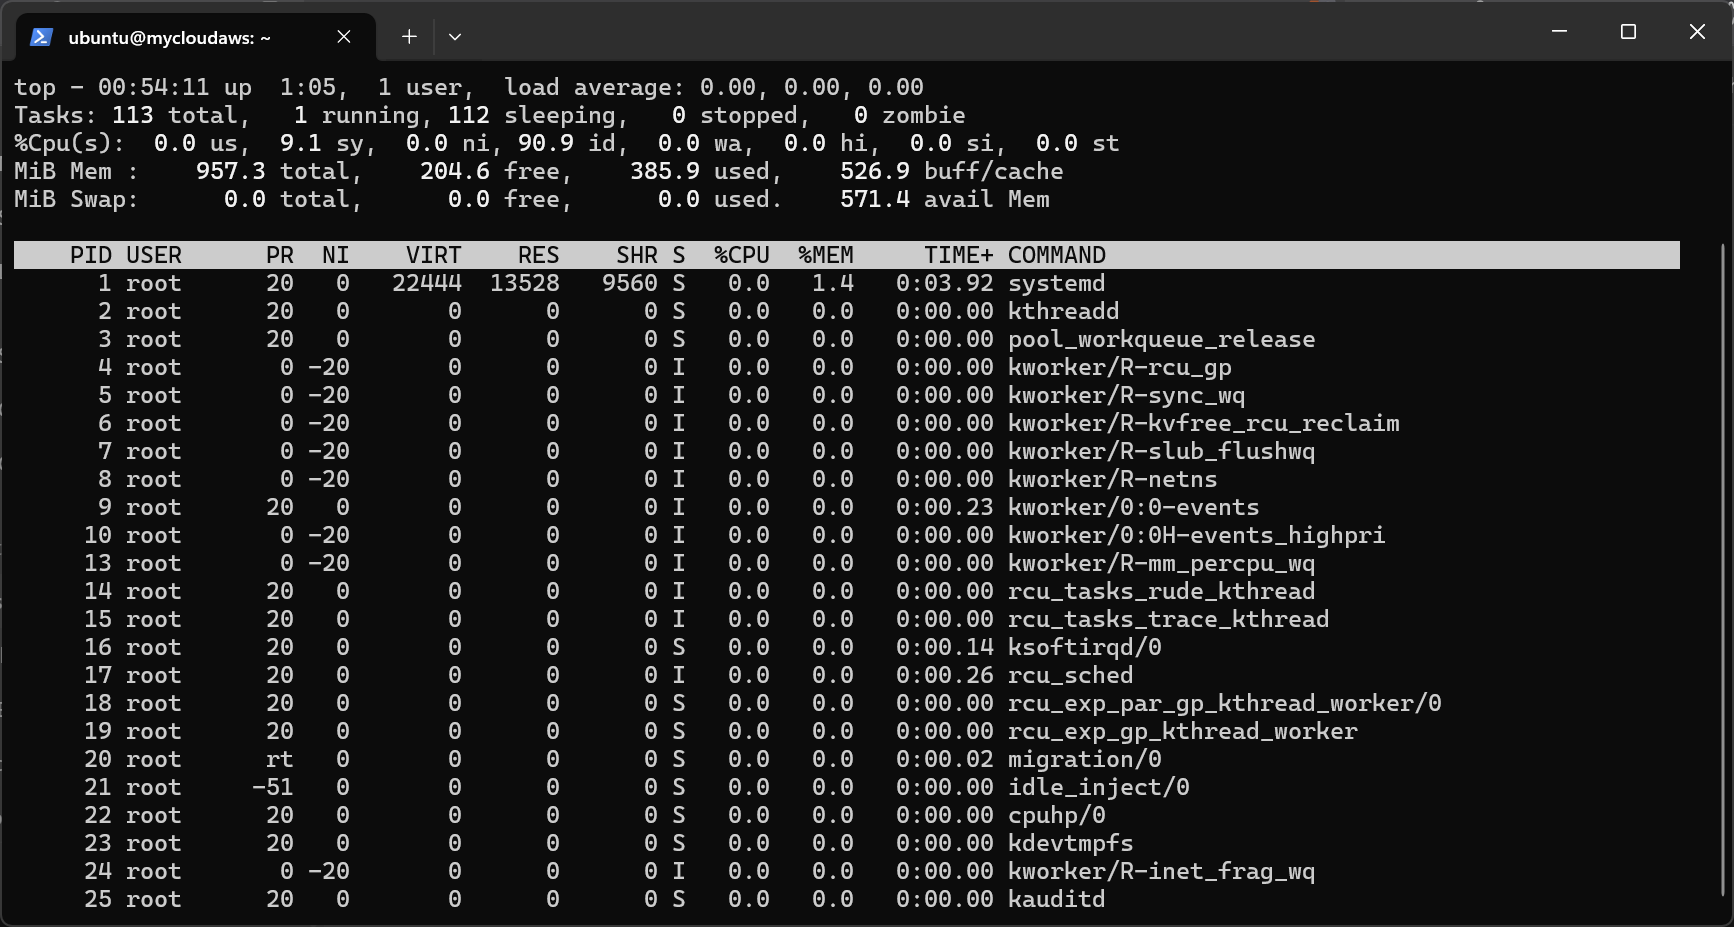 ubuntu@mycloudaws: ~
top - 00:54:11 up  1:05,  1 user,  load average: 0.00, 0.00, 0.00
Tasks: 113 total,   1 running, 112 sleeping,   0 stopped,   0 zombie
%Cpu(s):  0.0 us,  9.1 sy,  0.0 ni, 90.9 id,  0.0 wa,  0.0 hi,  0.0 si,  0.0 st
MiB Mem :    957.3 total,    204.6 free,    385.9 used,    526.9 buff/cache
MiB Swap:      0.0 total,      0.0 free,      0.0 used.    571.4 avail Mem
    PID USER      PR  NI    VIRT    RES    SHR S  %CPU  %MEM     TIME+ COMMAND
      1 root      20   0   22444  13528   9560 S   0.0   1.4   0:03.92 systemd
      2 root      20   0       0      0      0 S   0.0   0.0   0:00.00 kthreadd
      3 root      20   0       0      0      0 S   0.0   0.0   0:00.00 pool_workqueue_release
      4 root       0 -20       0      0      0 I   0.0   0.0   0:00.00 kworker/R-rcu_gp
      5 root       0 -20       0      0      0 I   0.0   0.0   0:00.00 kworker/R-sync_wq
      6 root       0 -20       0      0      0 I   0.0   0.0   0:00.00 kworker/R-kvfree_rcu_reclaim
      7 root       0 -20       0      0      0 I   0.0   0.0   0:00.00 kworker/R-slub_flushwq
      8 root       0 -20       0      0      0 I   0.0   0.0   0:00.00 kworker/R-netns
      9 root      20   0       0      0      0 I   0.0   0.0   0:00.23 kworker/0:0-events
     10 root       0 -20       0      0      0 I   0.0   0.0   0:00.00 kworker/0:0H-events_highpri
     13 root       0 -20       0      0      0 I   0.0   0.0   0:00.00 kworker/R-mm_percpu_wq
     14 root      20   0       0      0      0 I   0.0   0.0   0:00.00 rcu_tasks_rude_kthread
     15 root      20   0       0      0      0 I   0.0   0.0   0:00.00 rcu_tasks_trace_kthread
     16 root      20   0       0      0      0 S   0.0   0.0   0:00.14 ksoftirqd/0
     17 root      20   0       0      0      0 I   0.0   0.0   0:00.26 rcu_sched
     18 root      20   0       0      0      0 S   0.0   0.0   0:00.00 rcu_exp_par_gp_kthread_worker/0
     19 root      20   0       0      0      0 S   0.0   0.0   0:00.00 rcu_exp_gp_kthread_worker
     20 root      rt   0       0      0      0 S   0.0   0.0   0:00.02 migration/0
     21 root     -51   0       0      0      0 S   0.0   0.0   0:00.00 idle_inject/0
     22 root      20   0       0      0      0 S   0.0   0.0   0:00.00 cpuhp/0
     23 root      20   0       0      0      0 S   0.0   0.0   0:00.00 kdevtmpfs
     24 root       0 -20       0      0      0 I   0.0   0.0   0:00.00 kworker/R-inet_frag_wq
     25 root      20   0       0      0      0 S   0.0   0.0   0:00.00 kauditd